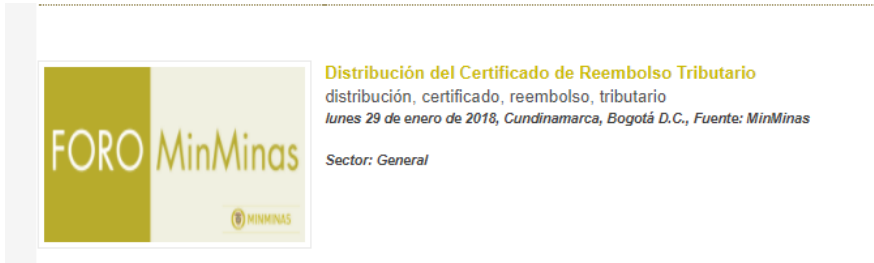 FORO MinMinas
MINMINAS
Distribución del Certificado de Reembolso Tributario
distribución, certificado, reembolso, tributario
lunes 29 de enero de 2018, Cundinamarca, Bogotá D.C., Fuente: MinMinas
Sector: General